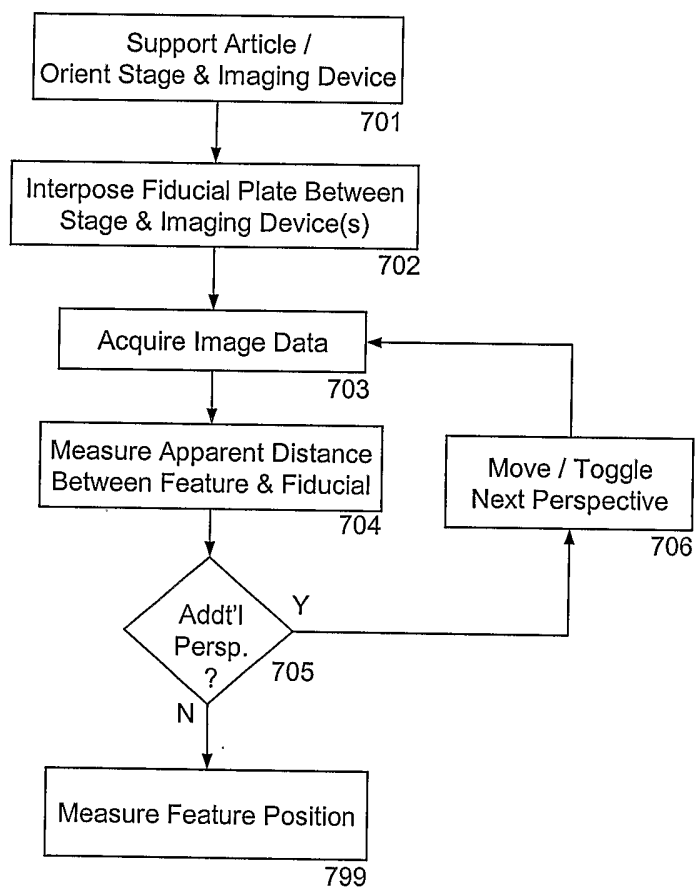 Support Article /
Orient Stage & Imaging Device
701
Interpose Fiducial Plate Between
Stage & Imaging Device(s)
702
Acquire Image Data
703
Measure Apparent Distance
Between Feature & Fiducial
704
Move / Toggle
Next Perspective
706
Addt'l
Persp.
?
Y
705
N
Measure Feature Position
799